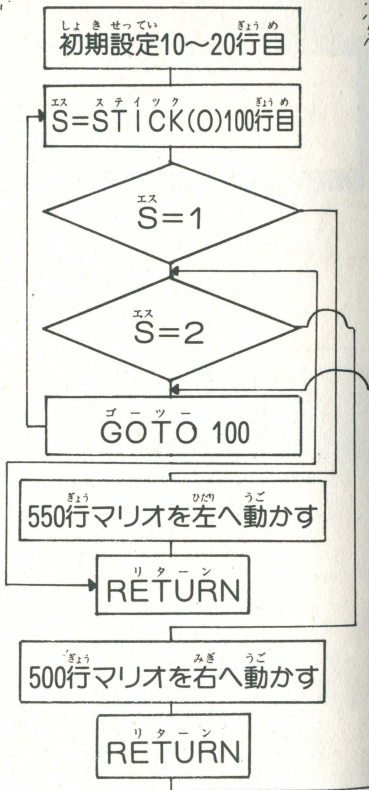 しょきせってい ぎょうめ
初期設定10～20行目
エス スティック ぎょうめ
S=STICK(0)100行目
エス
S=1
エス
S=2
ゴーツー
GOTO 100
ぎょう ひだり うご
550行マリオを左へ動かす
リターン
RETURN
ぎょう みぎ うご
500行マリオを右へ動かす
リターン
RETURN